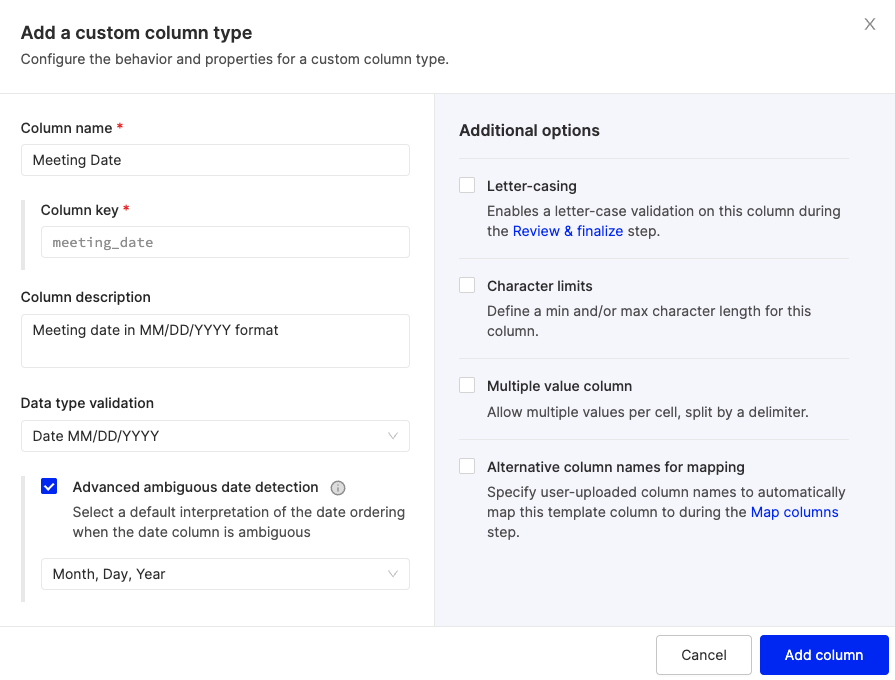 Add a custom column type
Configure the behavior and properties for a custom column type.
Column name *
Meeting Date
Column key *
meeting_date
Column description
Meeting date in MM/DD/YYYY format
Data type validation
Date MM/DD/YYYY
Advanced ambiguous date detection
Select a default interpretation of the date ordering
when the date column is ambiguous
Month, Day, Year
Additional options
Letter-casing
Enables a letter-case validation on this column during
the Review & finalize step.
Character limits
Define a min and/or max character length for this
column.
Multiple value column
Allow multiple values per cell, split by a delimiter.
Alternative column names for mapping
Specify user-uploaded column names to automatically
map this template column to during the Map columns
step.
Cancel
Add column